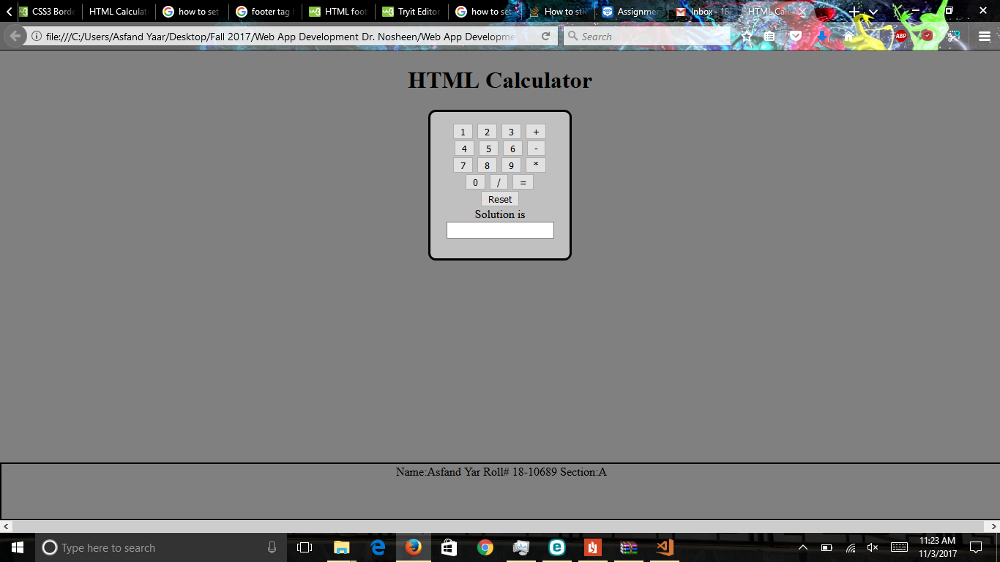 CSS3 Borde
HTML Calculat
how to set
footer tag
HTML foot
Tryit Editor
how to set
How to stic
Assignmen
Inbox - 18
HTML Calc
file:///C:/Users/Asfand Yaar/Desktop/Fall 2017/Web App Development Dr. Nosheen/Web App Developme
Search
ABP
HTML Calculator
1 2 3 +
4 5 6 -
7 8 9 *
0 / =
Reset
Solution is
Name:Asfand Yar Roll# 18-10689 Section:A
Type here to search
11:23 AM
11/3/2017